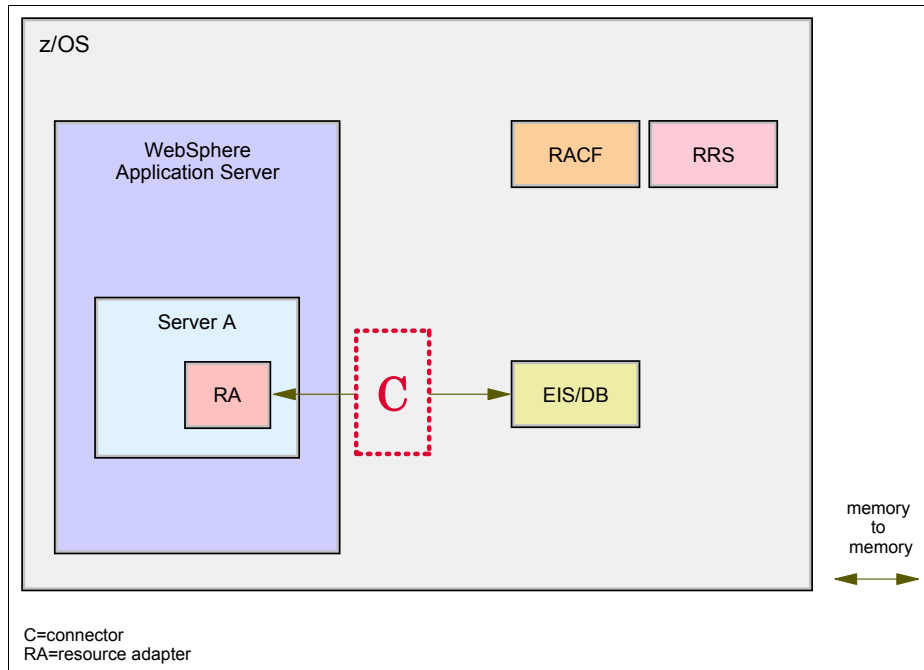 z/OS
WebSphere
Application Server
RACF
RRS
Server A
RA
C
EIS/DB
memory
to
memory
C=connector
RA=resource adapter